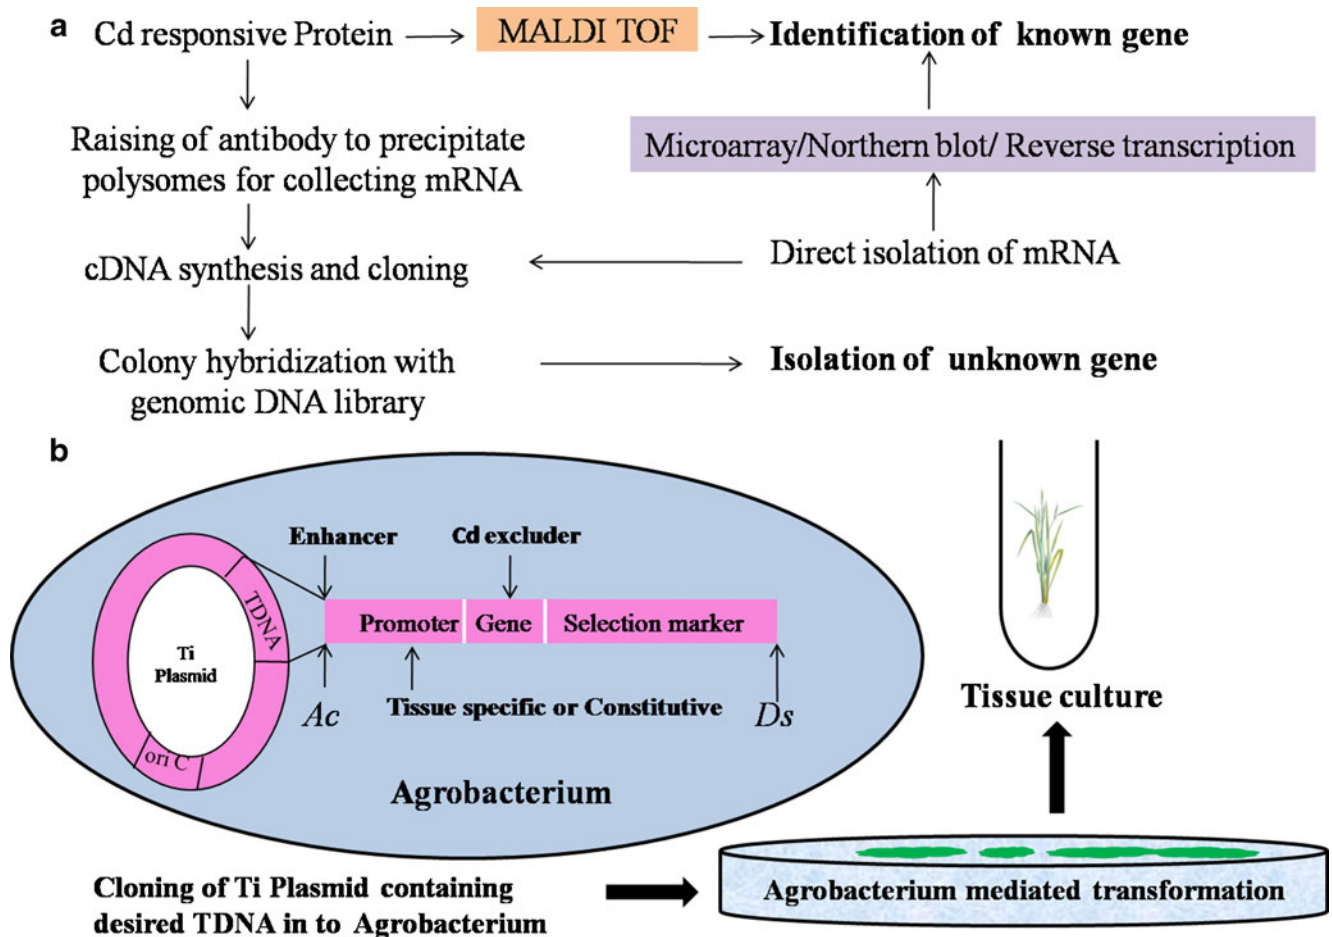 a
Cd responsive Protein
MALDI TOF
Identification of known gene
Raising of antibody to precipitate
polysomes for collecting mRNA
Microarray/Northern blot/ Reverse transcription
cDNA synthesis and cloning
Direct isolation of mRNA
Colony hybridization with
genomic DNA library
Isolation of unknown gene
b
Enhancer
Cd excluder
TDNA
Promoter
Gene
Selection marker
Ti
Plasmid
Ac
Tissue specific or Constitutive
Ds
ori C
Agrobacterium
Tissue culture
Cloning of Ti Plasmid containing
desired TDNA in to Agrobacterium
Agrobacterium mediated transformation